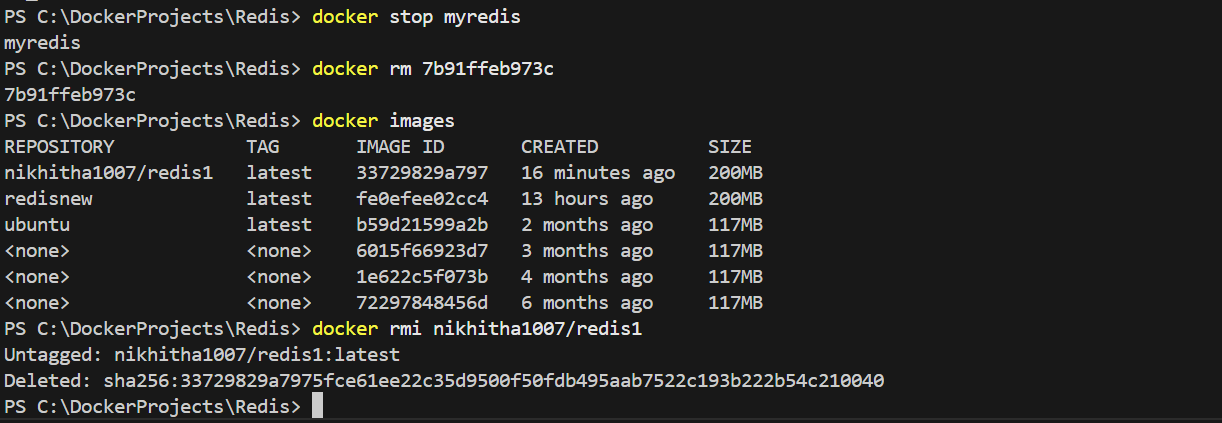 PS C:\DockerProjects\Redis> docker stop myredis
myredis
PS C:\DockerProjects\Redis> docker rm 7b91ffeb973c
7b91ffeb973c
PS C:\DockerProjects\Redis> docker images
REPOSITORY            TAG       IMAGE ID       CREATED          SIZE
nikhitha1007/redis1   latest    33729829a797   16 minutes ago   200MB
redisnew              latest    fe0efee02cc4   13 hours ago     200MB
ubuntu                latest    b59d21599a2b   2 months ago     117MB
<none>                <none>    6015f66923d7   3 months ago     117MB
<none>                <none>    1e622c5f073b   4 months ago     117MB
<none>                <none>    72297848456d   6 months ago     117MB
PS C:\DockerProjects\Redis> docker rmi nikhitha1007/redis1
Untagged: nikhitha1007/redis1:latest
Deleted: sha256:33729829a7975fce61ee22c35d9500f50fdb495aab7522c193b222b54c210040
PS C:\DockerProjects\Redis>